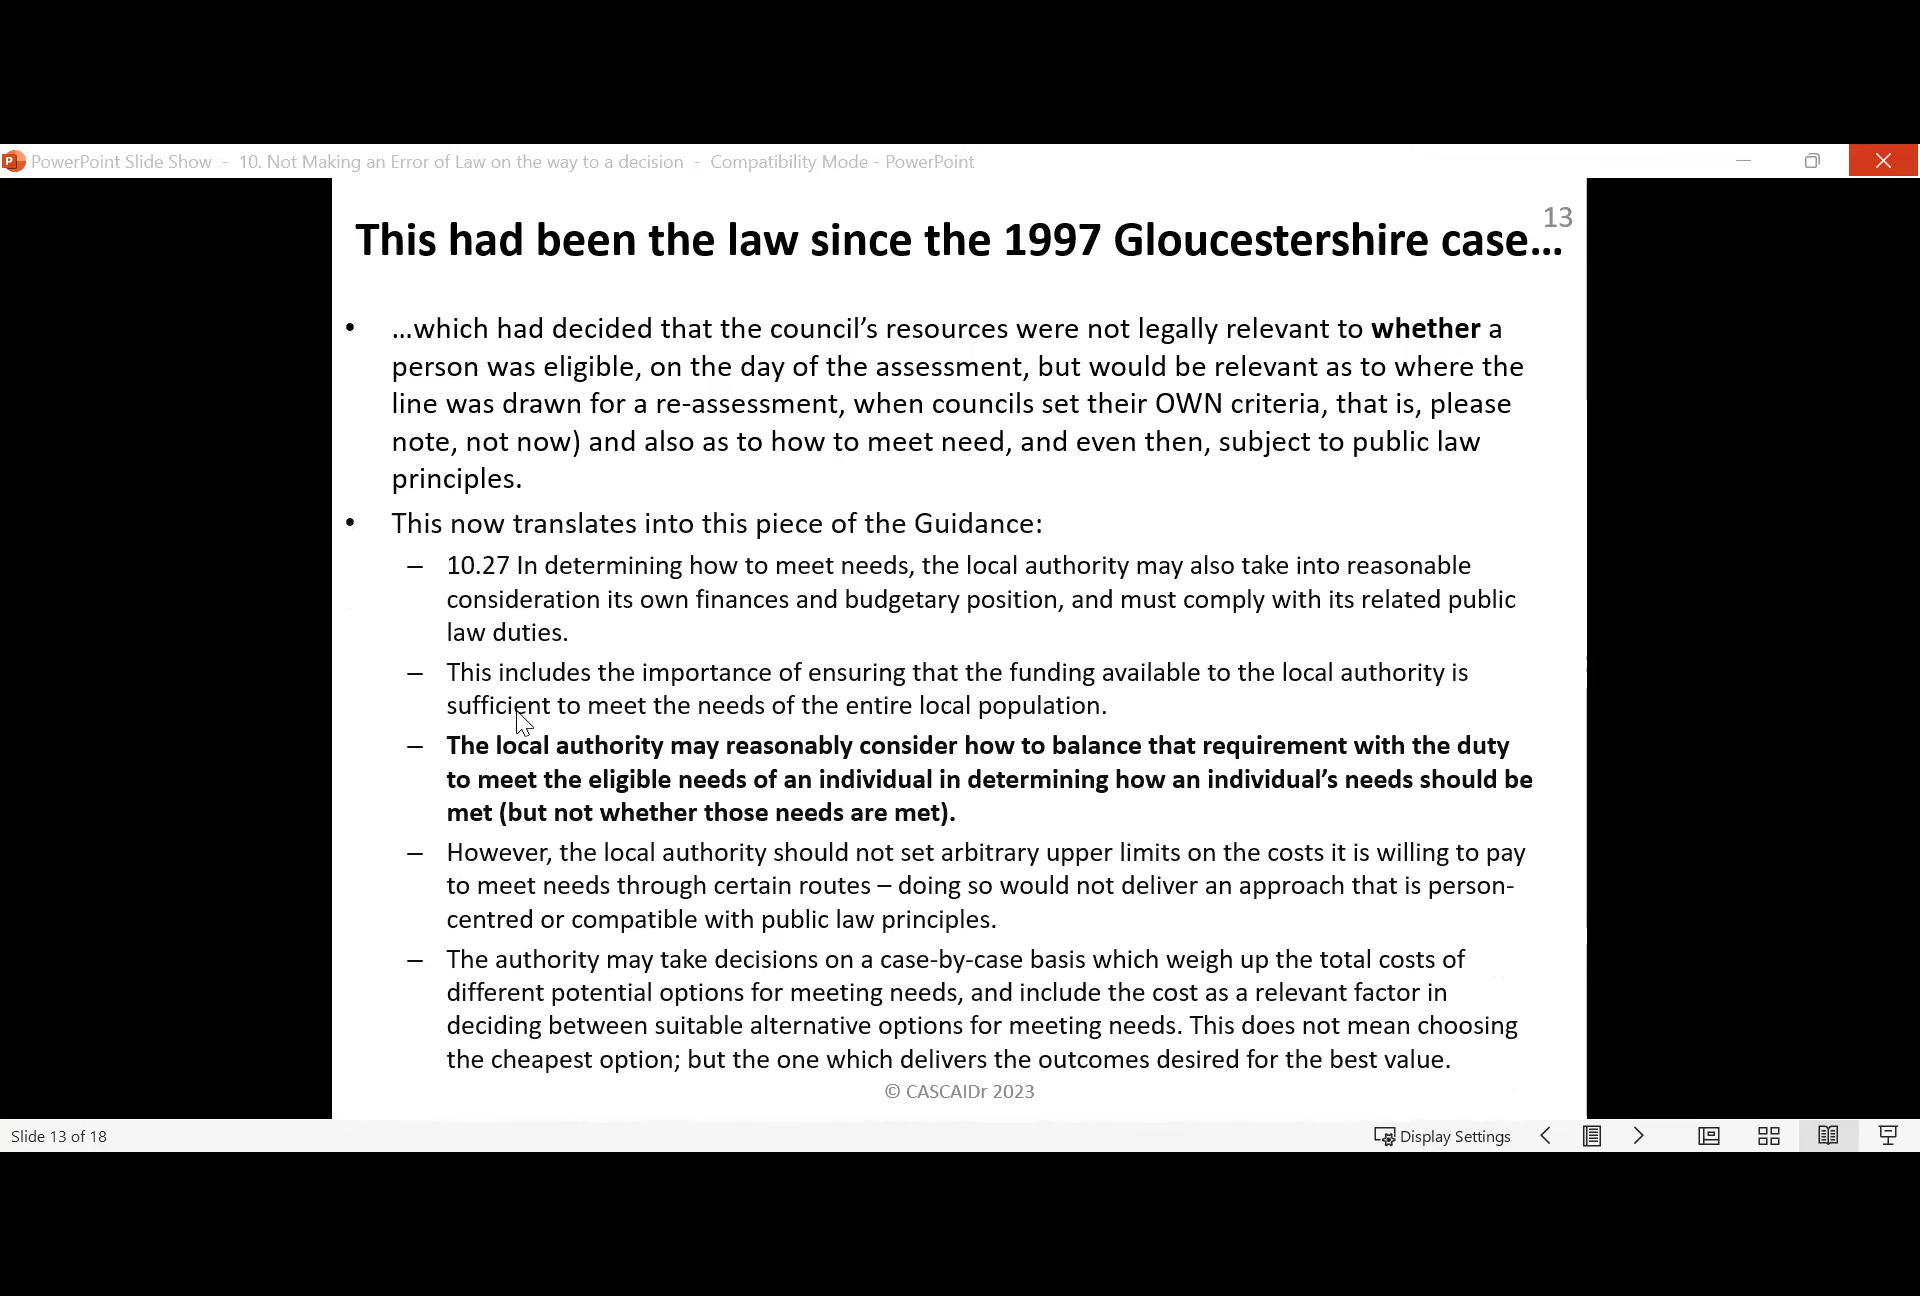 PowerPoint Slide Show - 10. Not Making an Error of Law on the way to a decision - Compatibility Mode - PowerPoint
13
This had been the law since the 1997 Gloucestershire case...
• ...which had decided that the council’s resources were not legally relevant to whether a
person was eligible, on the day of the assessment, but would be relevant as to where the
line was drawn for a re-assessment, when councils set their OWN criteria, that is, please
note, not now) and also as to how to meet need, and even then, subject to public law
principles.
• This now translates into this piece of the Guidance:
– 10.27 In determining how to meet needs, the local authority may also take into reasonable
consideration its own finances and budgetary position, and must comply with its related public
law duties.
– This includes the importance of ensuring that the funding available to the local authority is
sufficient to meet the needs of the entire local population.
– The local authority may reasonably consider how to balance that requirement with the duty
to meet the eligible needs of an individual in determining how an individual’s needs should be
met (but not whether those needs are met).
– However, the local authority should not set arbitrary upper limits on the costs it is willing to pay
to meet needs through certain routes – doing so would not deliver an approach that is person-
centred or compatible with public law principles.
– The authority may take decisions on a case-by-case basis which weigh up the total costs of
different potential options for meeting needs, and include the cost as a relevant factor in
deciding between suitable alternative options for meeting needs. This does not mean choosing
the cheapest option; but the one which delivers the outcomes desired for the best value.
© CASCAIDr 2023
Slide 13 of 18
Display Settings